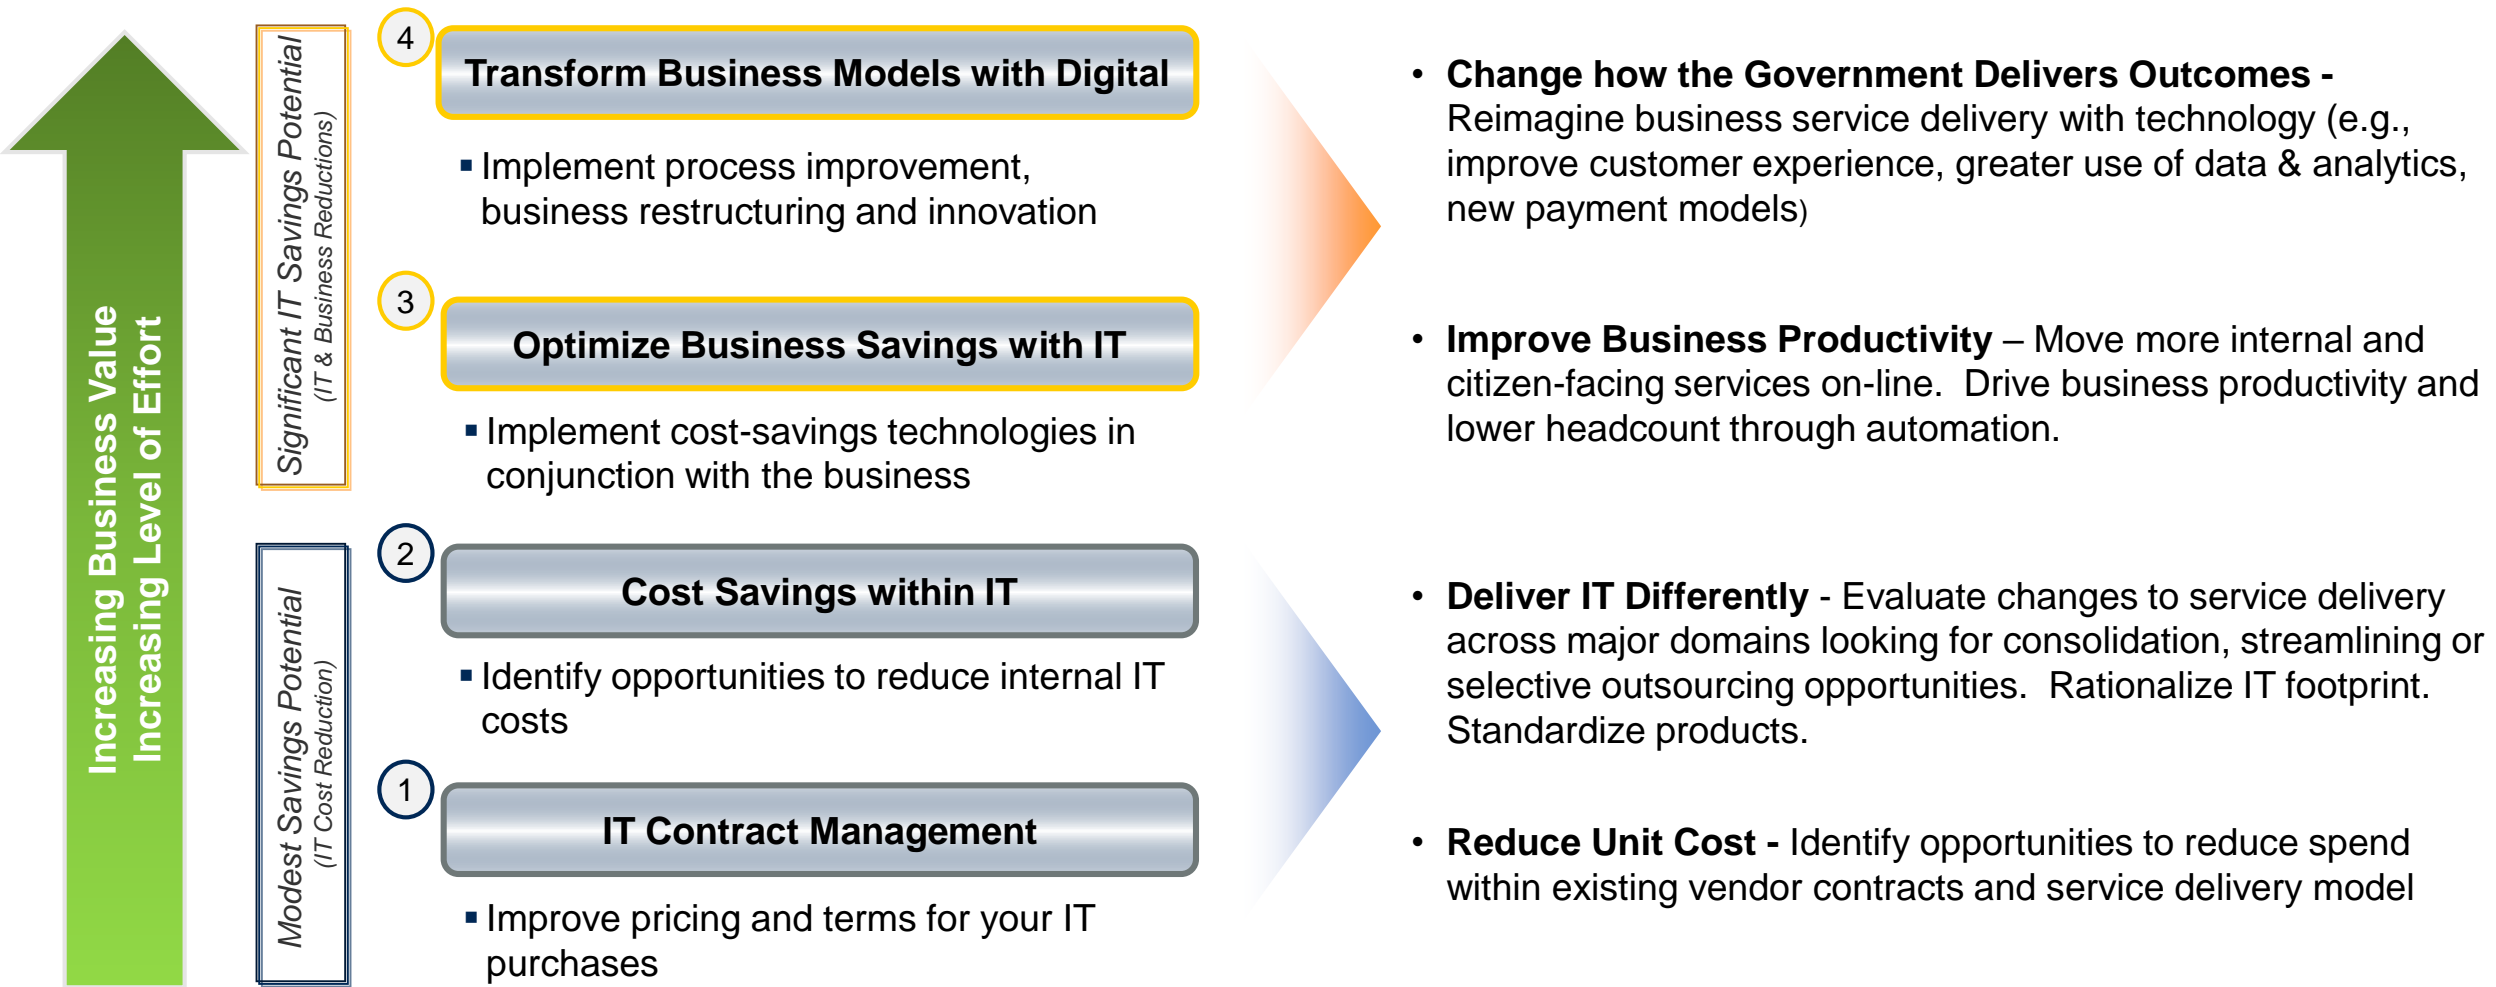 Increasing Business Value
Increasing Level of Effort
Significant IT Savings Potential
(IT & Business Reductions)
4
Transform Business Models with Digital
▪ Implement process improvement,
business restructuring and innovation
• Change how the Government Delivers Outcomes -
Reimagine business service delivery with technology (e.g.,
improve customer experience, greater use of data & analytics,
new payment models)
3
Optimize Business Savings with IT
▪ Implement cost-savings technologies in
conjunction with the business
• Improve Business Productivity – Move more internal and
citizen-facing services on-line.  Drive business productivity and
lower headcount through automation.
Modest Savings Potential
(IT Cost Reduction)
2
Cost Savings within IT
▪ Identify opportunities to reduce internal IT
costs
• Deliver IT Differently - Evaluate changes to service delivery
across major domains looking for consolidation, streamlining or
selective outsourcing opportunities.  Rationalize IT footprint.
Standardize products.
1
IT Contract Management
▪ Improve pricing and terms for your IT
purchases
• Reduce Unit Cost - Identify opportunities to reduce spend
within existing vendor contracts and service delivery model